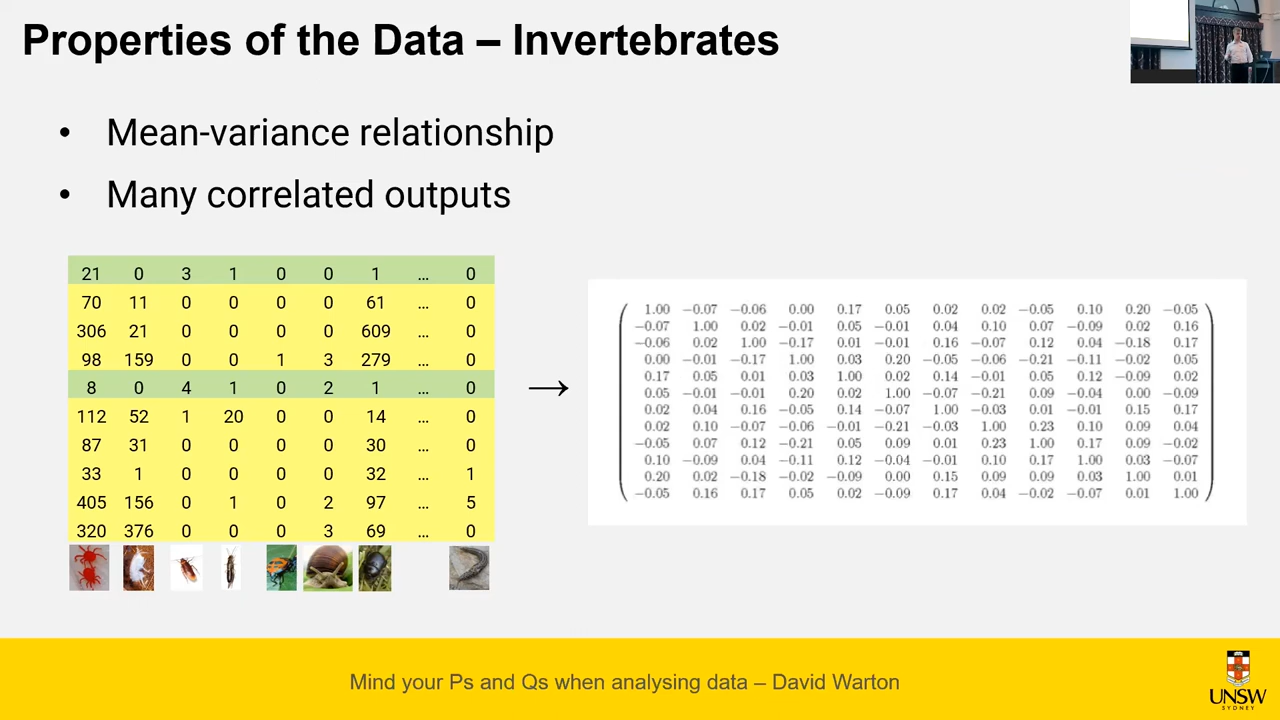 Properties of the Data – Invertebrates
• Mean-variance relationship
• Many correlated outputs
21 0 3 1 0 0 1 ... 0
70 11 0 0 0 0 61 ... 0
306 21 0 0 0 0 609 ... 0
98 159 0 0 1 3 279 ... 0
8 0 4 1 0 2 1 ... 0
112 52 1 20 0 0 14 ... 0
87 31 0 0 0 0 30 ... 0
33 1 0 0 0 0 32 ... 1
405 156 0 1 0 2 97 ... 5
320 376 0 0 0 3 69 ... 0
→
1.00 −0.07 −0.06 0.00 0.17 0.05 0.02 0.02 −0.05 0.10 0.20 −0.05
−0.07 1.00 0.02 −0.01 0.05 −0.01 0.04 0.10 0.07 −0.09 0.02 0.16
−0.06 0.02 1.00 −0.17 0.01 −0.01 0.16 −0.07 0.12 0.04 −0.18 0.17
0.00 −0.01 −0.17 1.00 0.03 0.20 −0.05 −0.06 −0.21 −0.11 −0.02 0.05
0.17 0.05 0.01 0.03 1.00 0.02 0.14 −0.01 0.05 0.12 −0.09 0.02
0.05 −0.01 −0.01 0.20 0.02 1.00 −0.07 −0.21 0.09 −0.04 0.00 −0.09
0.02 0.04 0.16 −0.05 0.14 −0.07 1.00 −0.03 0.01 −0.01 0.15 0.17
0.02 0.10 −0.07 −0.06 −0.01 −0.21 −0.03 1.00 0.23 0.10 0.09 0.04
−0.05 0.07 0.12 −0.21 0.05 0.09 0.01 0.23 1.00 0.17 0.09 −0.02
0.10 −0.09 0.04 −0.11 0.12 −0.04 −0.01 0.10 0.17 1.00 0.03 −0.07
0.20 0.02 −0.18 −0.02 −0.09 0.00 0.15 0.09 0.09 0.03 1.00 0.01
−0.05 0.16 0.17 0.05 0.02 −0.09 0.17 0.04 −0.02 −0.07 0.01 1.00
Mind your Ps and Qs when analysing data – David Warton
UNSW
SYDNEY